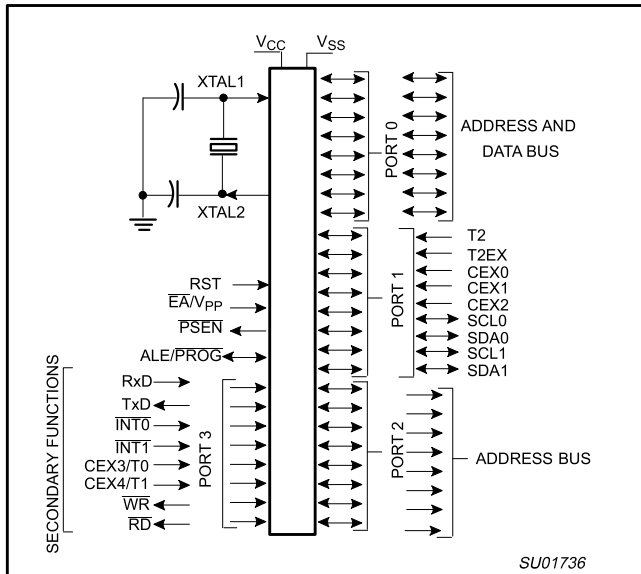 VCC VSS
XTAL1
XTAL2
PORT 0
ADDRESS AND
DATA BUS
RST
EA/VPP
PSEN
ALE/PROG
PORT 1
T2
T2EX
CEX0
CEX1
CEX2
SCL0
SDA0
SCL1
SDA1
SECONDARY FUNCTIONS
RxD
TxD
INT0
INT1
CEX3/T0
CEX4/T1
WR
RD
PORT 3
PORT 2
ADDRESS BUS
SU01736